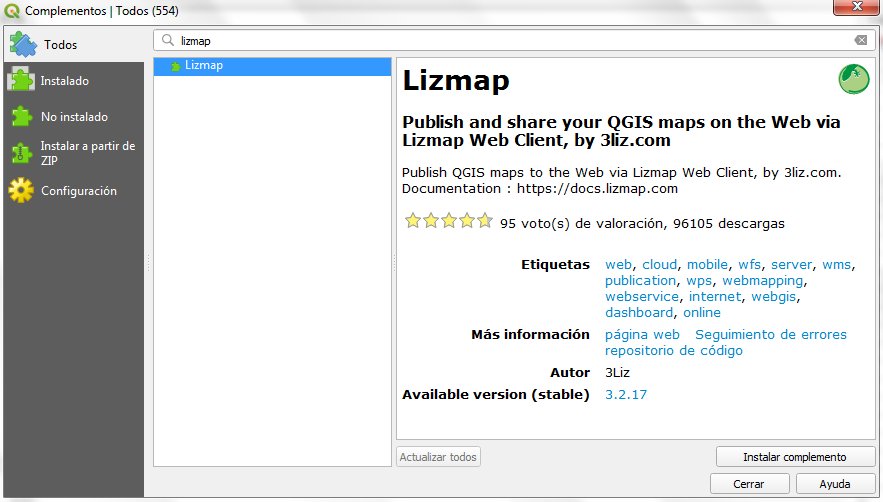 Complementos | Todos (554)
Todos
Instalado
No instalado
Instalar a partir de
ZIP
Configuración
lizmap
Lizmap
Lizmap
Publish and share your QGIS maps on the Web via
Lizmap Web Client, by 3liz.com
Publish QGIS maps to the Web via Lizmap Web Client, by 3liz.com.
Documentation : https://docs.lizmap.com
95 voto(s) de valoración, 96105 descargas
Etiquetas web, cloud, mobile, wfs, server, wms,
publication, wps, webmapping,
webservice, internet, webgis,
dashboard, online
Más información página web Seguimiento de errores
repositorio de código
Autor 3Liz
Available version (stable) 3.2.17
Actualizar todos Instalar complemento
Cerrar Ayuda